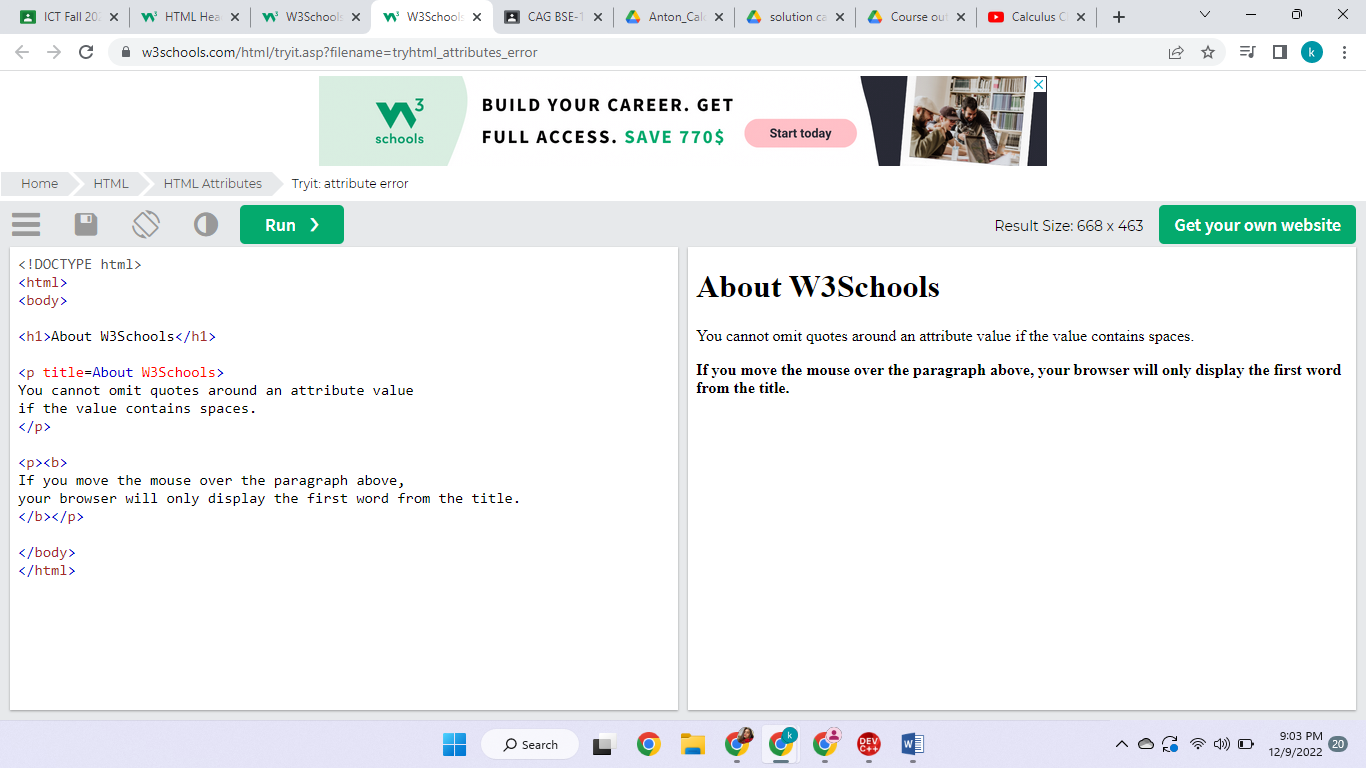 ICT Fall 20
HTML Hea
W3Schools
W3Schools
CAG BSE-1
Anton_Cal
solution ca
Course out
Calculus C
w3schools.com/html/tryit.asp?filename=tryhtml_attributes_error
k
3
schools
BUILD YOUR CAREER. GET
FULL ACCESS. SAVE 770$
Start today
Home
HTML
HTML Attributes
Tryit: attribute error
Run ❯
Result Size: 668 x 463
Get your own website
<!DOCTYPE html>
<html>
<body>
<h1>About W3Schools</h1>
<p title=About W3Schools>
You cannot omit quotes around an attribute value
if the value contains spaces.
</p>
<p><b>
If you move the mouse over the paragraph above,
your browser will only display the first word from the title.
</b></p>
</body>
</html>
About W3Schools
You cannot omit quotes around an attribute value if the value contains spaces.
If you move the mouse over the paragraph above, your browser will only display the first word
from the title.
Search
k
DEV
C++
W
9:03 PM
12/9/2022
20